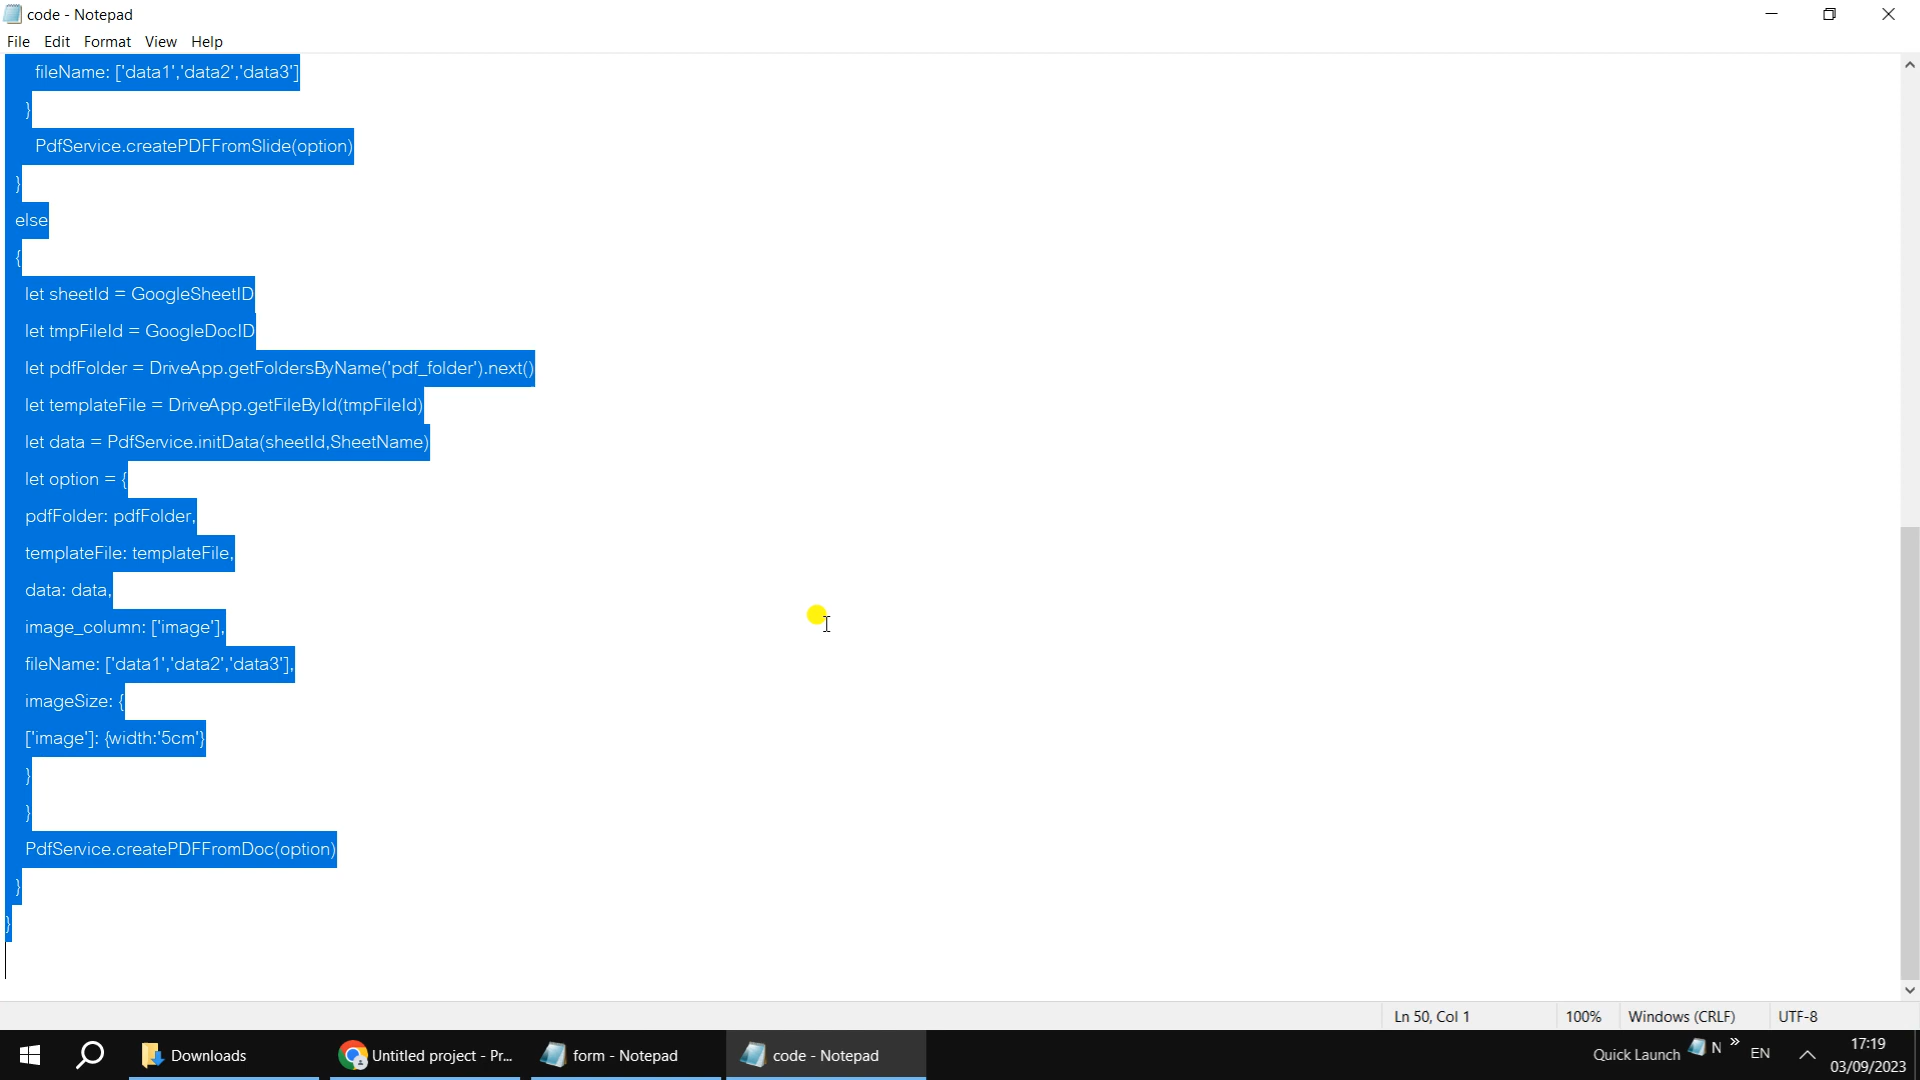 code - Notepad
File Edit Format View Help
fileName: ['data1','data2','data3']
}
PdfService.createPDFFromSlide(option)
}
else
{
let sheetId = GoogleSheetID
let tmpFileId = GoogleDocID
let pdfFolder = DriveApp.getFoldersByName('pdf_folder').next()
let templateFile = DriveApp.getFileById(tmpFileId)
let data = PdfService.initData(sheetId,SheetName)
let option = {
pdfFolder: pdfFolder,
templateFile: templateFile,
data: data,
image_column: ['image'],
fileName: ['data1','data2','data3'],
imageSize: {
['image']: {width:'5cm'}
}
}
PdfService.createPDFFromDoc(option)
}
}
Ln 50, Col 1 100% Windows (CRLF) UTF-8
Downloads Untitled project - Pr... form - Notepad code - Notepad Quick Launch N » EN 17:19
03/09/2023